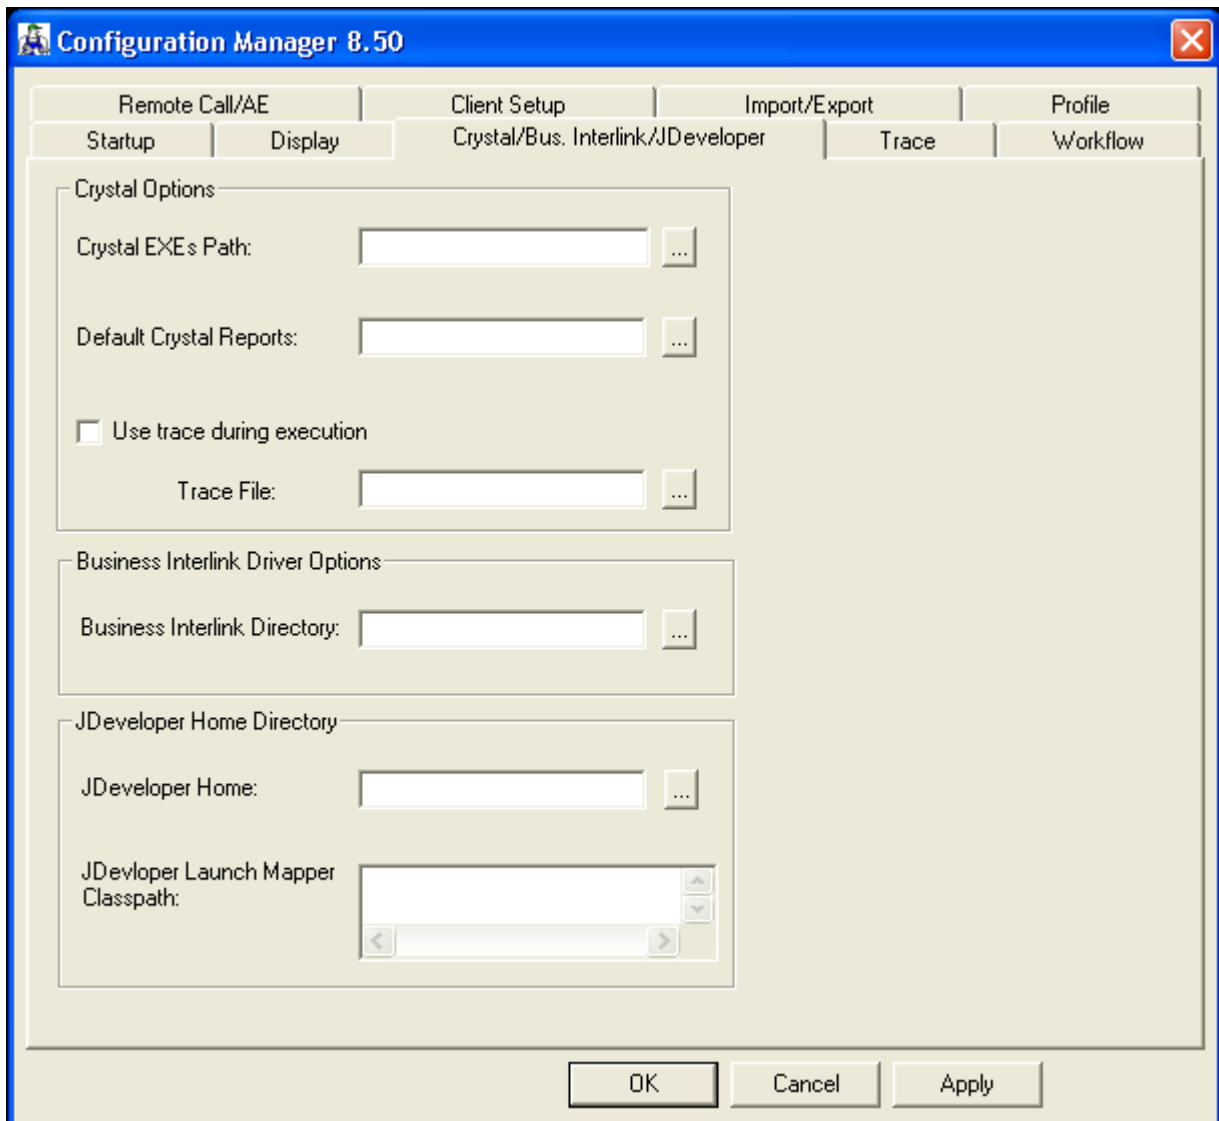 Configuration Manager 8.50
Remote Call/AE
Client Setup
Import/Export
Profile
Startup
Display
Crystal/Bus. Interlink/JDeveloper
Trace
Workflow
Crystal Options
Crystal EXEs Path:
...
Default Crystal Reports:
...
Use trace during execution
Trace File:
...
Business Interlink Driver Options
Business Interlink Directory:
...
JDeveloper Home Directory
JDeveloper Home:
...
JDevloper Launch Mapper
Classpath:
OK
Cancel
Apply